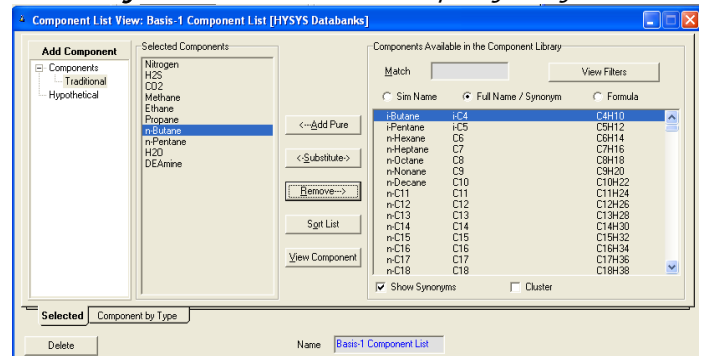 Component List View: Basis-1 Component List [HYSYS Databanks]
Add Component
Components
Traditional
Hypothetical
Selected Components
Nitrogen
H2S
CO2
Methane
Ethane
Propane
n-Butane
n-Pentane
H2O
DEAmine
<---Add Pure
<-Substitute->
Remove--->
Sort List
View Component
Components Available in the Component Library
Match
View Filters
Sim Name Full Name / Synonym Formula
i-Butane i-C4 C4H10
i-Pentane i-C5 C5H12
n-Hexane C6 C6H14
n-Heptane C7 C7H16
n-Octane C8 C8H18
n-Nonane C9 C9H20
n-Decane C10 C10H22
n-C11 C11 C11H24
n-C12 C12 C12H26
n-C13 C13 C13H28
n-C14 C14 C14H30
n-C15 C15 C15H32
n-C16 C16 C16H34
n-C17 C17 C17H36
n-C18 C18 C18H38
Show Synonyms Cluster
Selected Component by Type
Delete Name Basis-1 Component List